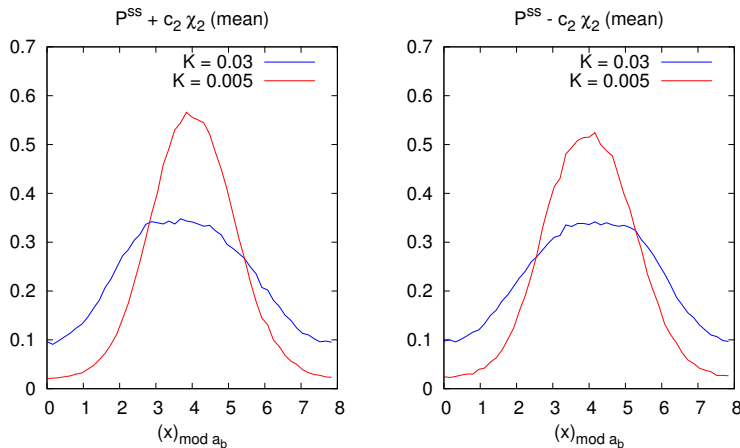 P^ss + c_2 χ_2 (mean)
0.7
0.6
0.5
0.4
0.3
0.2
0.1
0
K = 0.03
K = 0.005
0 1 2 3 4 5 6 7 8
(x)_mod a_b
P^ss - c_2 χ_2 (mean)
0.7
0.6
0.5
0.4
0.3
0.2
0.1
0
K = 0.03
K = 0.005
0 1 2 3 4 5 6 7 8
(x)_mod a_b